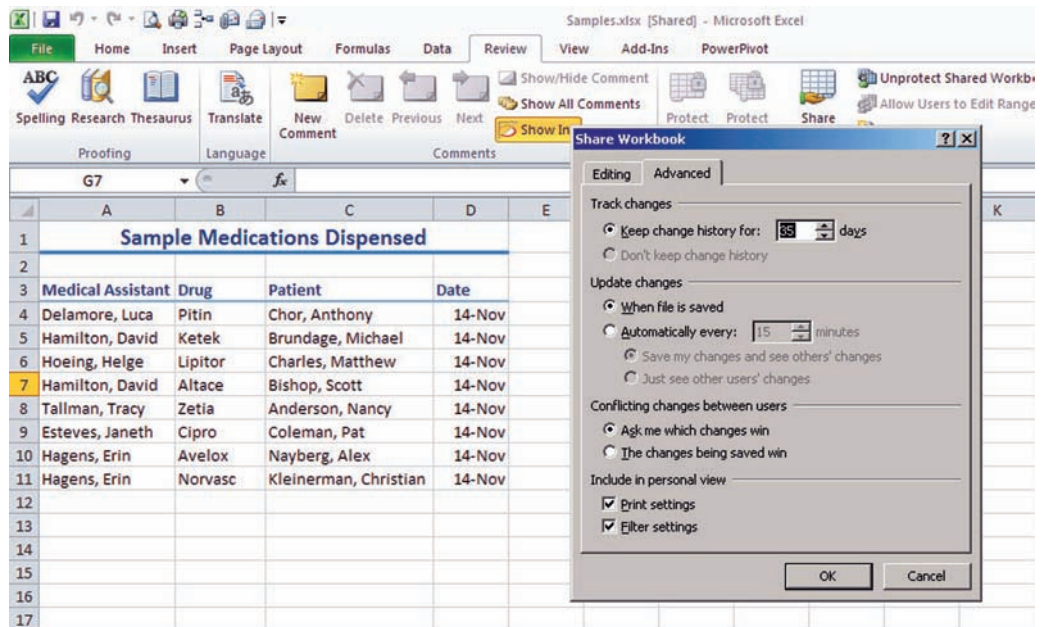 Samples.xlsx [Shared] - Microsoft Excel
File Home Insert Page Layout Formulas Data Review View Add-Ins PowerPivot
ABC
Spelling Research Thesaurus Translate New Comment Delete Previous Next Show/Hide Comment Show All Comments Show In Protect Protect Share Unprotect Shared Workb Allow Users to Edit Range
Proofing Language Comments
G7 fx
A B C D E K
1 Sample Medications Dispensed
2
3 Medical Assistant Drug Patient Date
4 Delamore, Luca Pitin Chor, Anthony 14-Nov
5 Hamilton, David Ketek Brundage, Michael 14-Nov
6 Hoeing, Helge Lipitor Charles, Matthew 14-Nov
7 Hamilton, David Altace Bishop, Scott 14-Nov
8 Tallman, Tracy Zetia Anderson, Nancy 14-Nov
9 Esteves, Janeth Cipro Coleman, Pat 14-Nov
10 Hagens, Erin Avelox Nayberg, Alex 14-Nov
11 Hagens, Erin Norvasc Kleinerman, Christian 14-Nov
12
13
14
15
16
17
Share Workbook
Editing Advanced
Track changes
Keep change history for: 35 days
Don't keep change history
Update changes
When file is saved
Automatically every: 15 minutes
Save my changes and see others' changes
Just see other users' changes
Conflicting changes between users
Ask me which changes win
The changes being saved win
Include in personal view
Print settings
Filter settings
OK Cancel